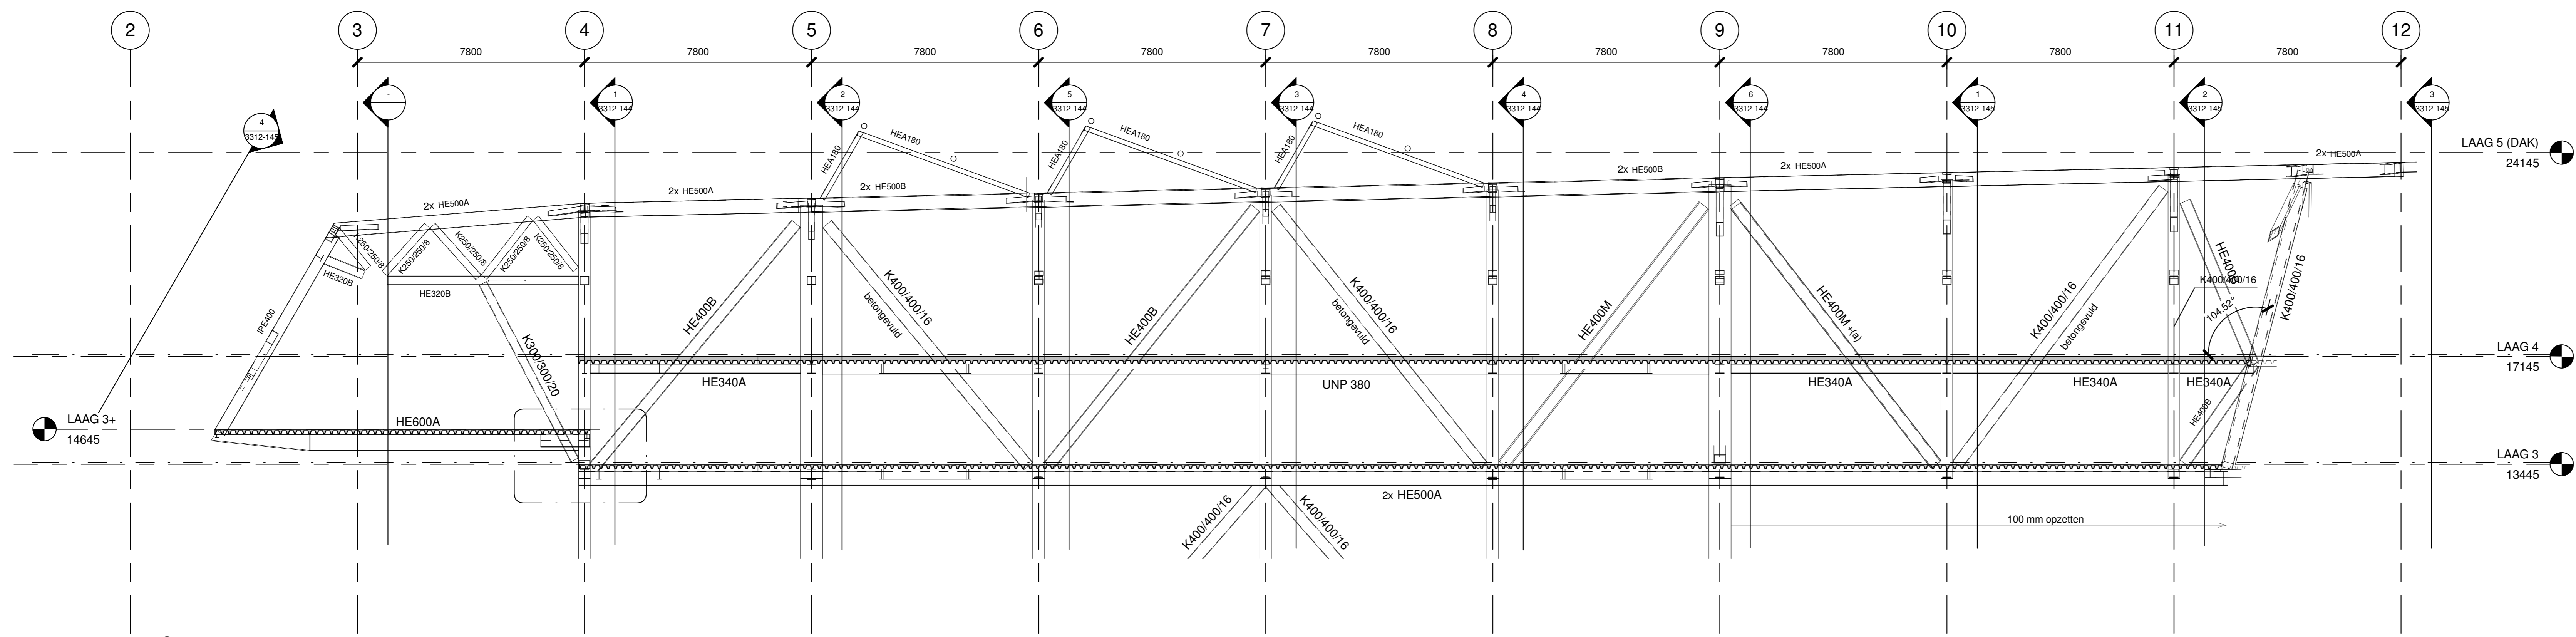 2
3
4
5
6
7
8
9
10
11
12
7800
7800
7800
7800
7800
7800
7800
7800
7800
4
3312-145
-
---
1
3312-144
2
3312-144
5
3312-144
3
3312-144
4
3312-144
6
3312-144
1
3312-145
2
3312-145
3
3312-145
HEA180
HEA180
HEA180
HEA180
HEA180
HEA180
LAAG 5 (DAK)
24145
2x HE500A
2x HE500A
2x HE500B
2x HE500B
2x HE500A
2x HE500A
K250/250/8
K250/250/8
K250/250/8
K250/250/8
K250/250/8
HE320B
HE320B
IPE400
K300/300/20
HE400B
K400/400/16
betongevuld
HE400B
K400/400/16
betongevuld
HE400M
HE400M +(a)
K400/400/16
betongevuld
HE400B
K400/400/16
104.52°
K400/400/16
LAAG 4
17145
HE340A
UNP 380
HE340A
HE340A
HE340A
HE400B
LAAG 3+
14645
HE600A
LAAG 3
13445
2x HE500A
K400/400/16
K400/400/16
100 mm opzetten